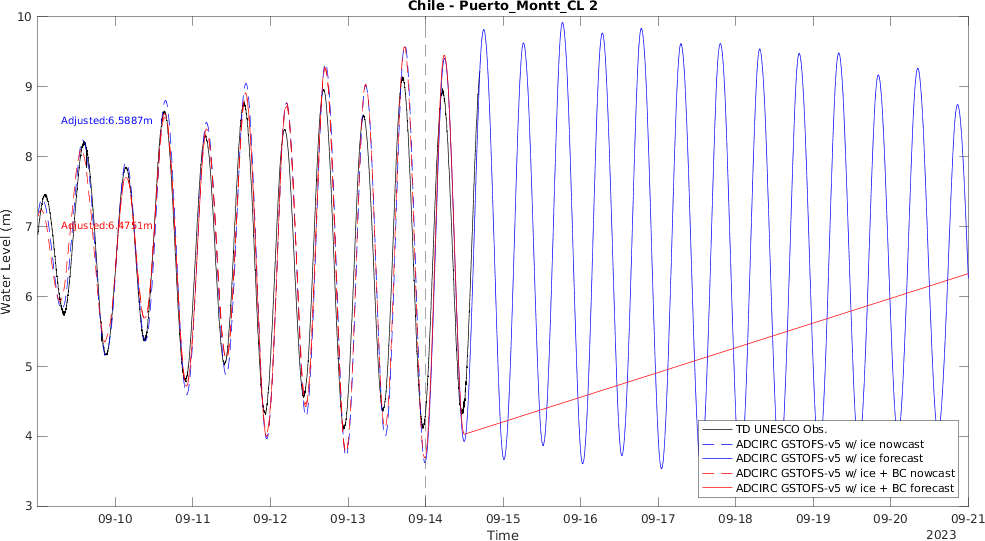 Chile - Puerto_Montt_CL 2
10
9
8
7
6
5
4
3
Water Level (m)
Adjusted:6.5887m
Adjusted:6.4751m
TD UNESCO Obs.
ADCIRC GSTOFS-v5 w/ ice nowcast
ADCIRC GSTOFS-v5 w/ ice forecast
ADCIRC GSTOFS-v5 w/ ice + BC nowcast
ADCIRC GSTOFS-v5 w/ ice + BC forecast
09-10 09-11 09-12 09-13 09-14 09-15 09-16 09-17 09-18 09-19 09-20 09-21
Time
2023